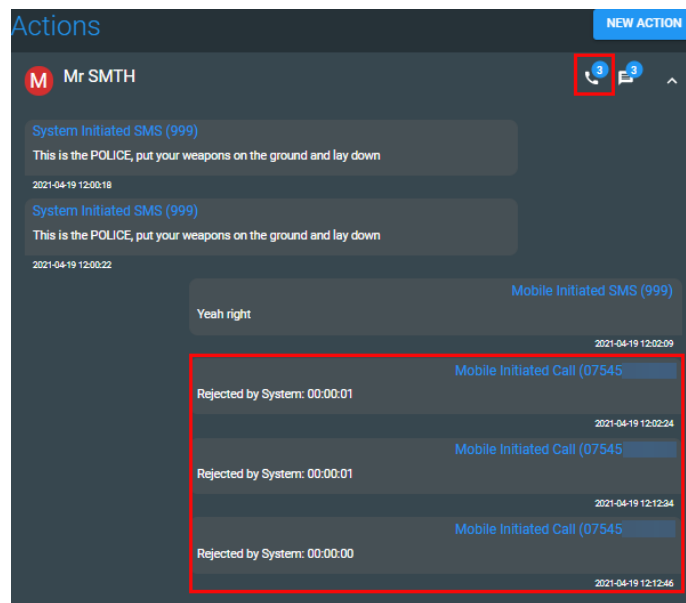 Actions
NEW ACTION
M
Mr SMTH
3
3
System Initiated SMS (999)
This is the POLICE, put your weapons on the ground and lay down
2021-04-19 12:00:18
System Initiated SMS (999)
This is the POLICE, put your weapons on the ground and lay down
2021-04-19 12:00:22
Mobile Initiated SMS (999)
Yeah right
2021-04-19 12:02:09
Mobile Initiated Call (07545
Rejected by System: 00:00:01
2021-04-19 12:02:24
Mobile Initiated Call (07545
Rejected by System: 00:00:01
2021-04-19 12:12:34
Mobile Initiated Call (07545
Rejected by System: 00:00:00
2021-04-19 12:12:46